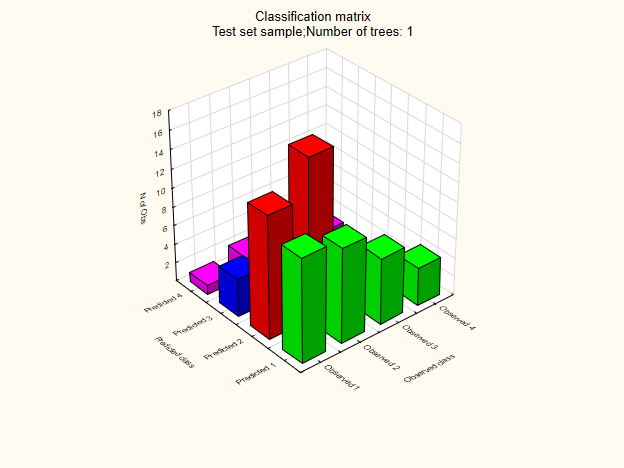 Classification matrix
Test set sample;Number of trees: 1
18
16
14
12
10
8
6
4
2
N of Obs
Predicted 4
Predicted 3
Predicted 2
Predicted 1
Predicted class
Observed 1
Observed 2
Observed 3
Observed 4
Observed class